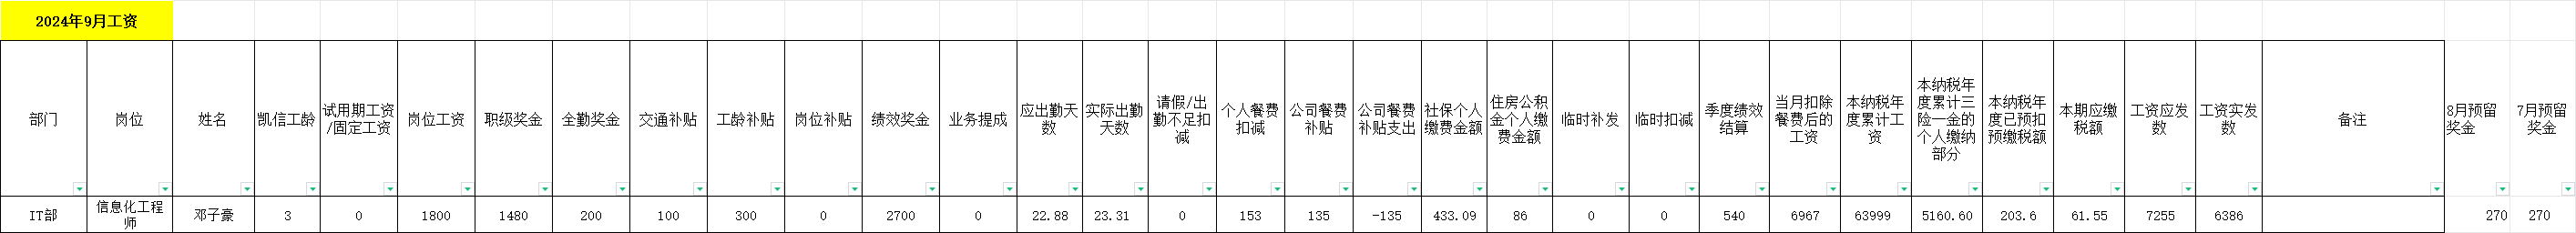 2024年9月工资
部门
岗位
姓名
凯信工龄
试用期工资
/固定工资
岗位工资
职级奖金
全勤奖金
交通补贴
工龄补贴
岗位补贴
绩效奖金
业务提成
应出勤天
数
实际出勤
天数
请假/出
勤不足扣
减
个人餐费
扣减
公司餐费
补贴
公司餐费
补贴支出
社保个人
缴费金额
住房公积
金个人缴
费金额
临时补发
临时扣减
季度绩效
结算
当月扣除
餐费后的
工资
本纳税年
度累计工
资
本纳税年
度累计三
险一金的
个人缴纳
部分
本纳税年
度已预扣
预缴税额
本期应缴
税额
工资应发
数
工资实发
数
备注
8月预留
奖金
7月预留
奖金
IT部
信息化工程
师
邓子豪
3
0
1800
1480
200
100
300
0
2700
0
22.88
23.31
0
153
135
-135
433.09
86
0
0
540
6967
63999
5160.60
203.6
61.55
7255
6386
270
270